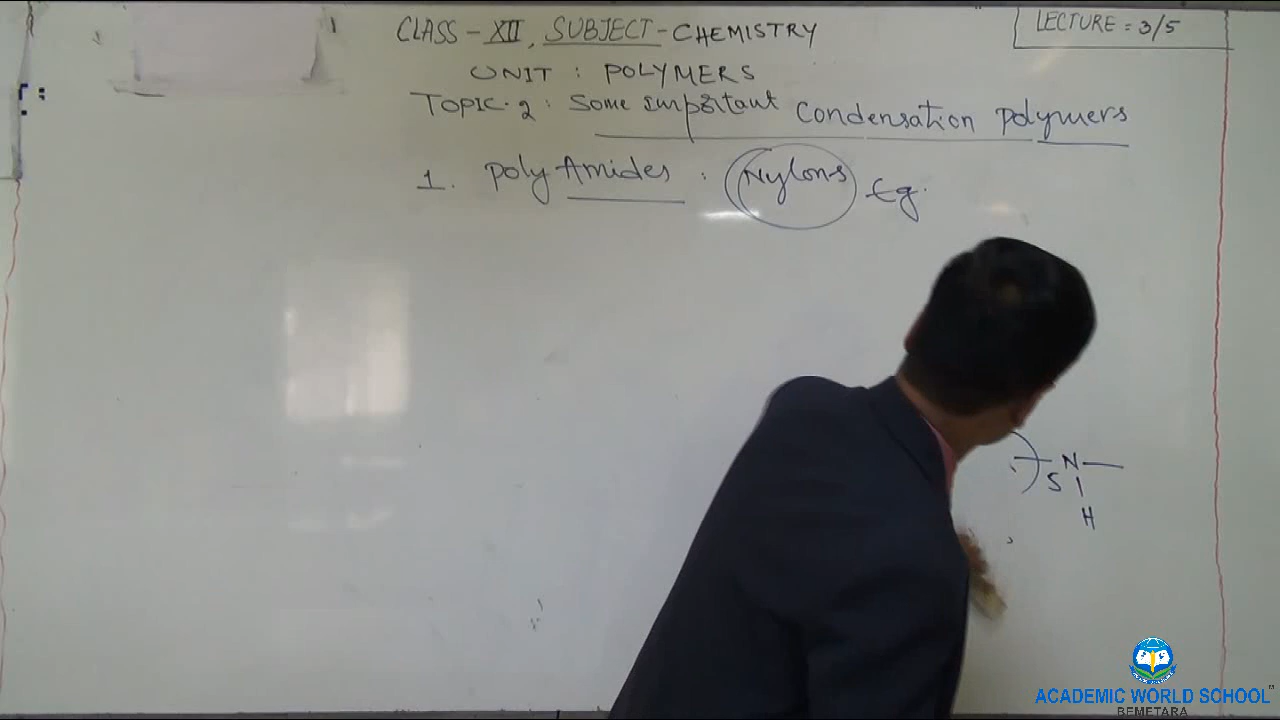 CLASS - XII, SUBJECT - CHEMISTRY
LECTURE = 3/5
UNIT : POLYMERS
TOPIC-2 : Some important Condensation polymers
1. Poly Amides : Nylons Eg.
N
5
H
ACADEMIC WORLD SCHOOL
BEMETARA